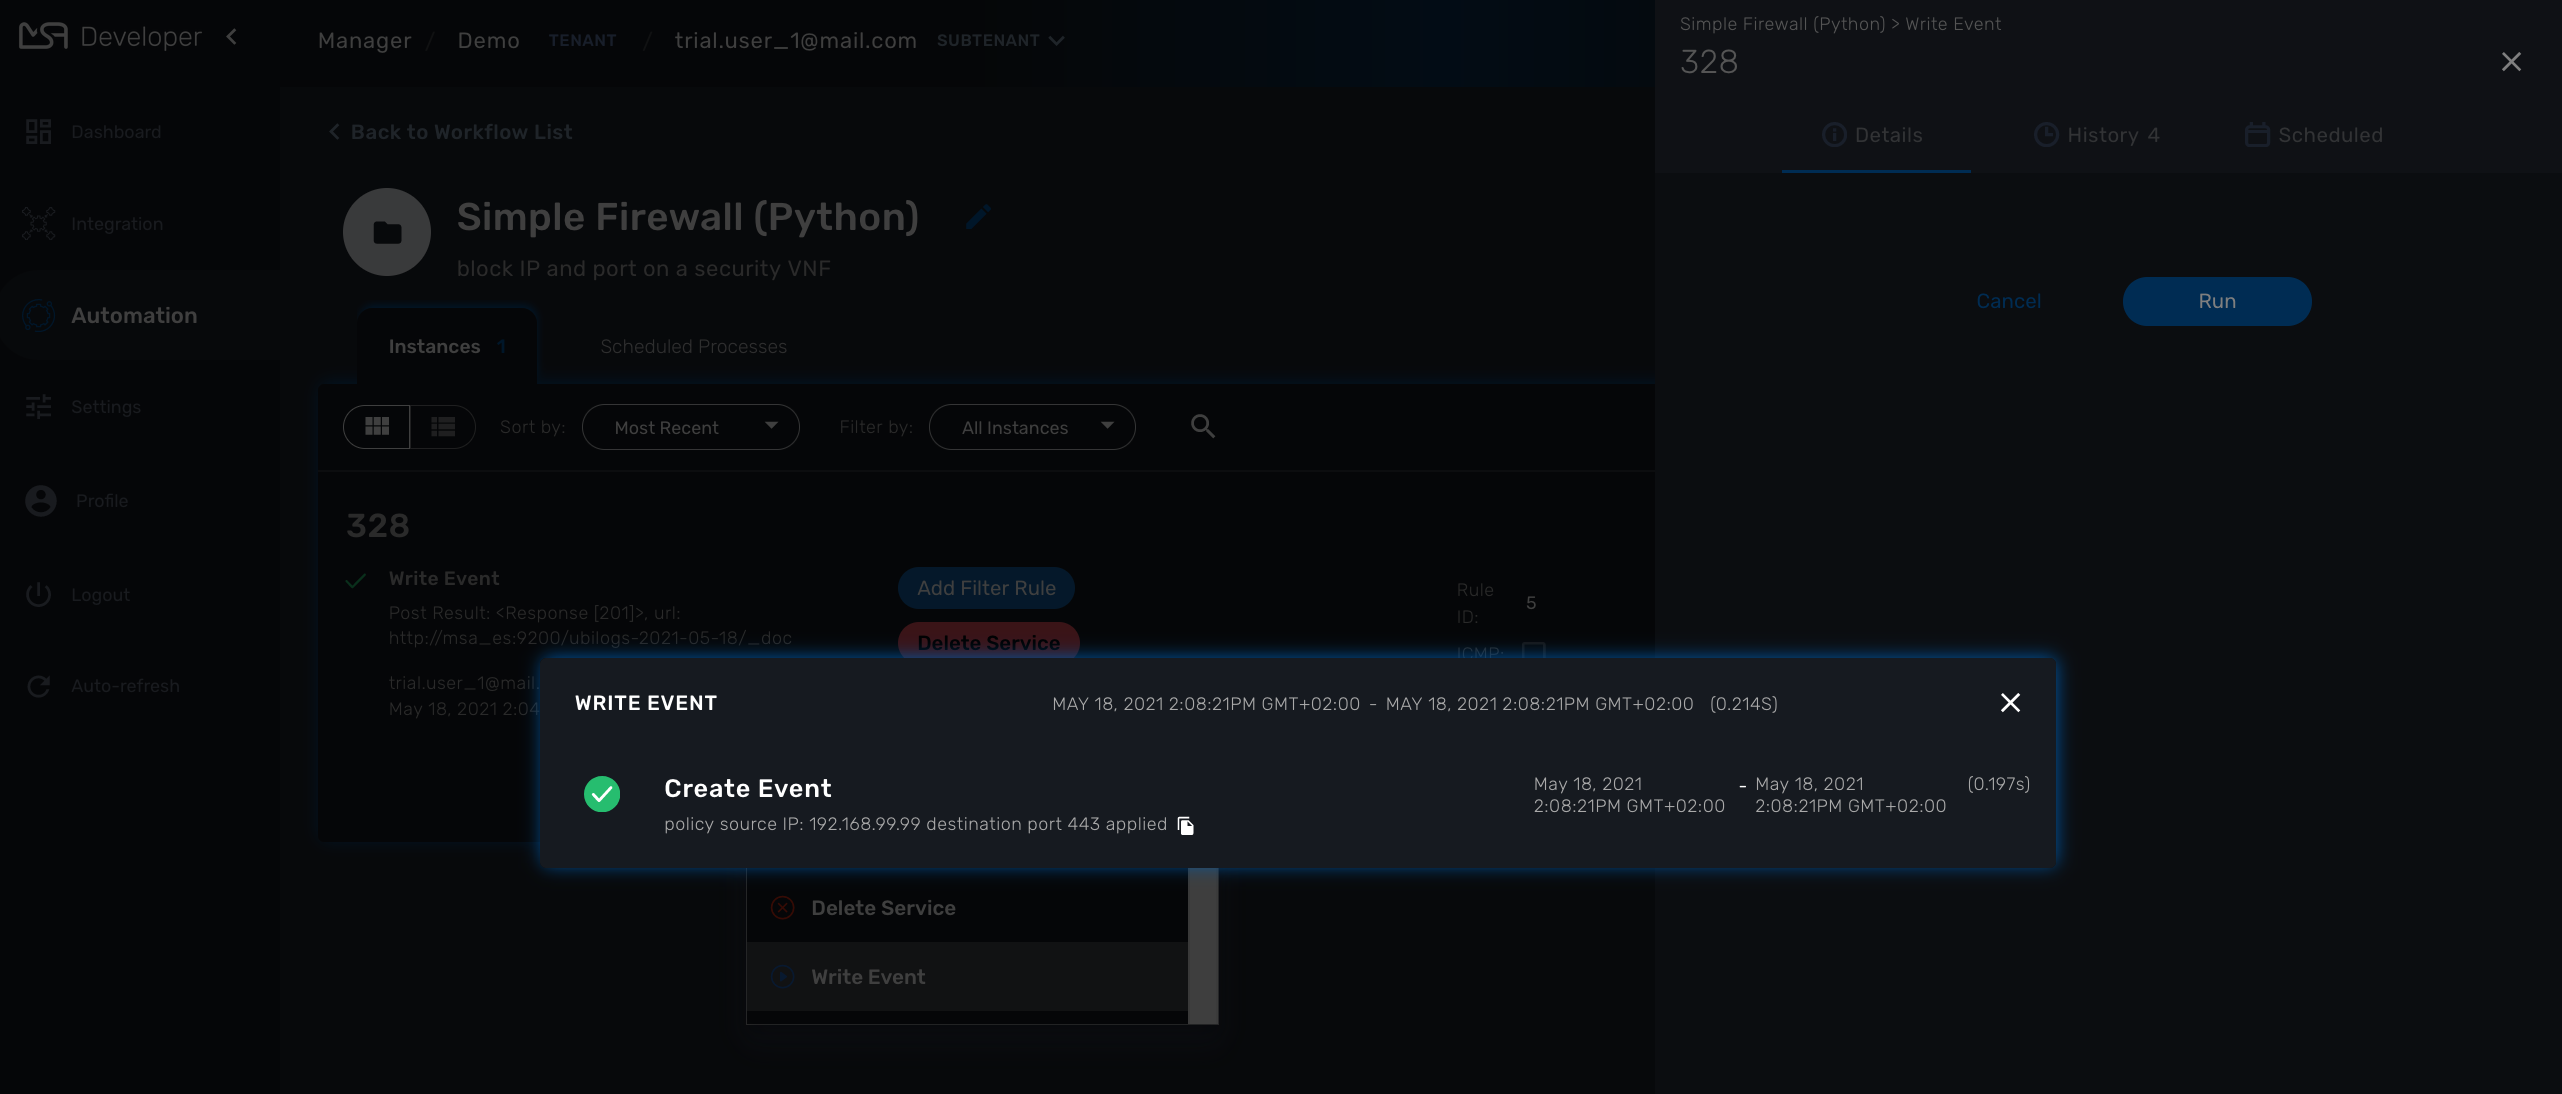 MSA Developer
Manager / Demo TENANT / trial.user_1@mail.com SUBTENANT
Dashboard
Integration
Automation
Settings
Profile
Logout
Auto-refresh
Back to Workflow List
Simple Firewall (Python)
block IP and port on a security VNF
Instances 1
Scheduled Processes
Sort by: Most Recent
Filter by: All Instances
328
Write Event
Post Result: <Response [201]>, url:
http://msa_es:9200/ubilogs-2021-05-18/_doc
trial.user_1@mail.
May 18, 2021 2:04
Add Filter Rule
Delete Service
Rule
ID:
5
ICMP:
Simple Firewall (Python) > Write Event
328
Details
History 4
Scheduled
Cancel
Run
WRITE EVENT
MAY 18, 2021 2:08:21PM GMT+02:00 - MAY 18, 2021 2:08:21PM GMT+02:00 (0.214S)
Create Event
policy source IP: 192.168.99.99 destination port 443 applied
May 18, 2021
2:08:21PM GMT+02:00
-
May 18, 2021
2:08:21PM GMT+02:00
(0.197s)
Delete Service
Write Event